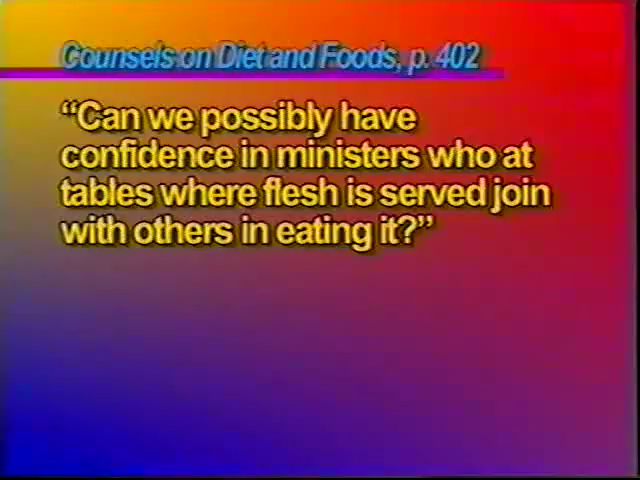 Counsels on Diet and Foods, p. 402
“Can we possibly have
confidence in ministers who at
tables where flesh is served join
with others in eating it?”